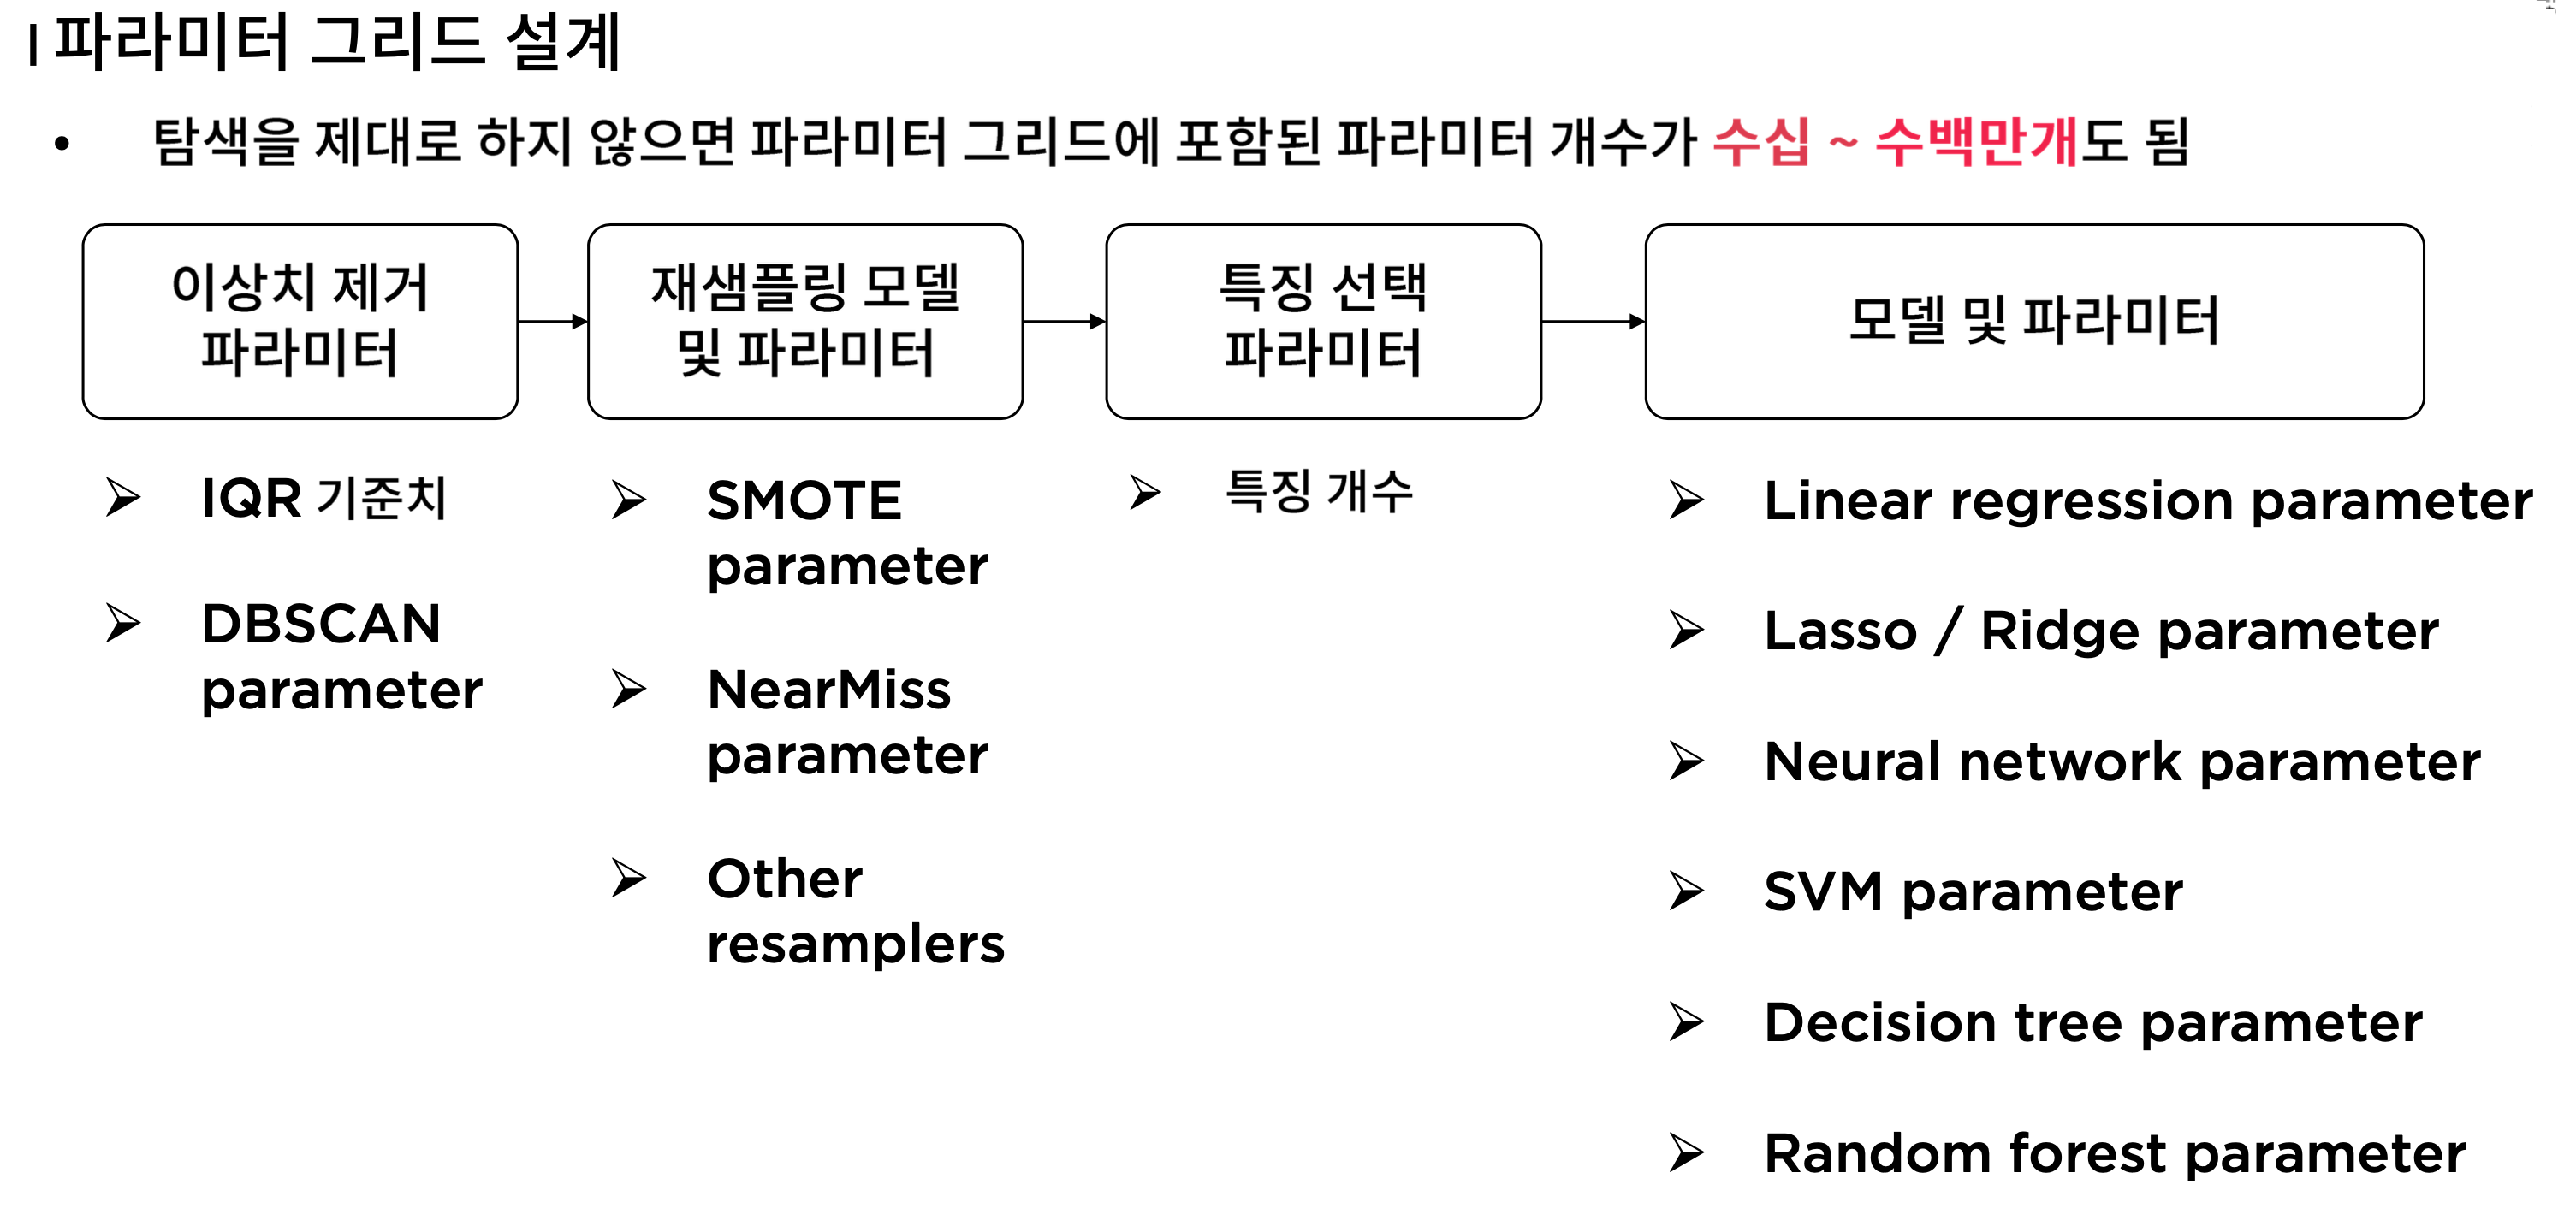 파라미터 그리드 설계
• 탐색을 제대로 하지 않으면 파라미터 그리드에 포함된 파라미터 개수가 수십 ~ 수백만개도 됨
이상치 제거
파라미터
재샘플링 모델
및 파라미터
특징 선택
파라미터
모델 및 파라미터
➢ IQR 기준치
➢ DBSCAN
parameter
➢ SMOTE
parameter
➢ NearMiss
parameter
➢ Other
resamplers
➢ 특징 개수
➢ Linear regression parameter
➢ Lasso / Ridge parameter
➢ Neural network parameter
➢ SVM parameter
➢ Decision tree parameter
➢ Random forest parameter